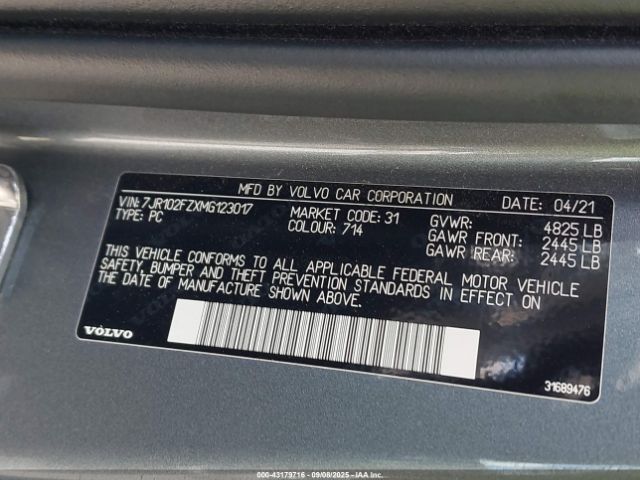 MFD BY VOLVO CAR CORPORATION DATE: 04/21
VIN: 7JR102FZXMG123017 MARKET CODE: 31 GVWR: 4825 LB
TYPE: PC COLOUR: 714 GAWR FRONT: 2445 LB
GAWR REAR: 2445 LB
THIS VEHICLE CONFORMS TO ALL APPLICABLE FEDERAL MOTOR VEHICLE
SAFETY, BUMPER AND THEFT PREVENTION STANDARDS IN EFFECT ON
THE DATE OF MANUFACTURE SHOWN ABOVE.
VOLVO
31689476
000-43179716 - 09/08/2025 - IAA Inc.